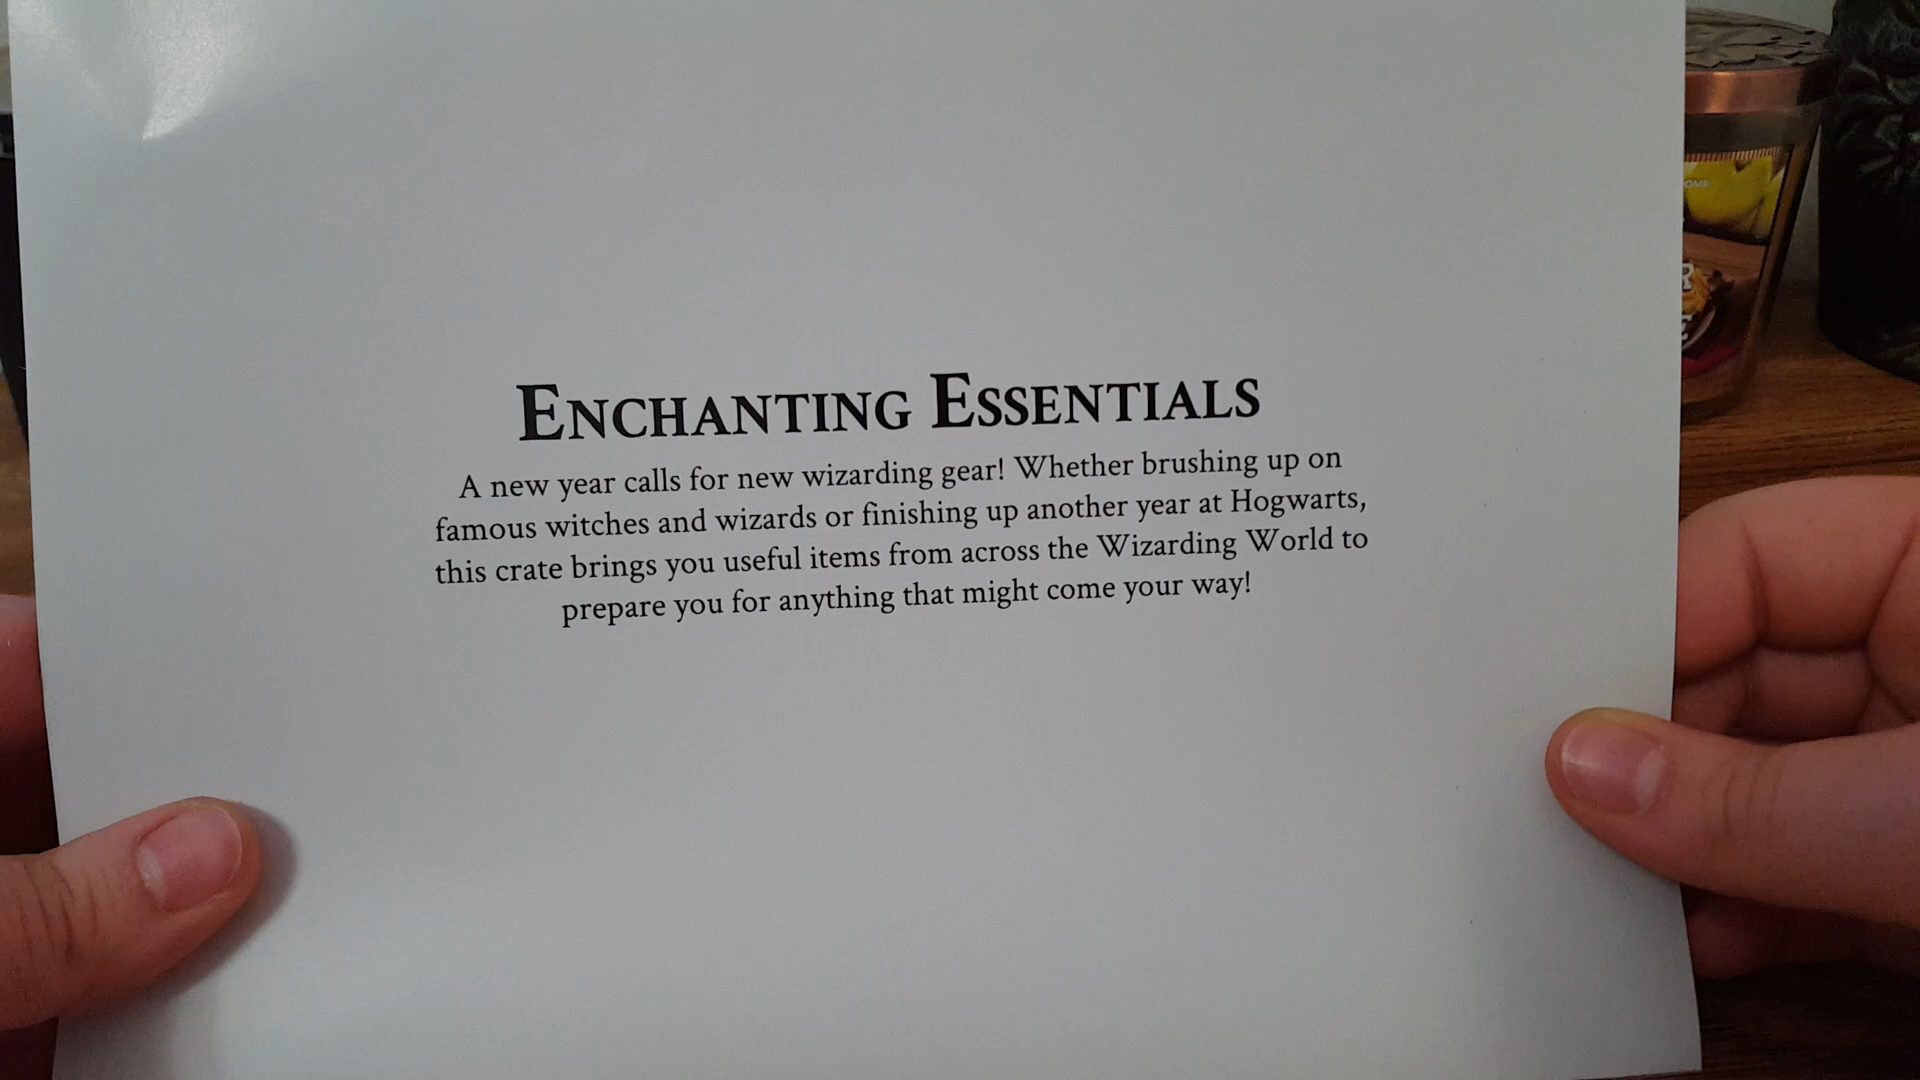 ENCHANTING ESSENTIALS
A new year calls for new wizarding gear! Whether brushing up on
famous witches and wizards or finishing up another year at Hogwarts,
this crate brings you useful items from across the Wizarding World to
prepare you for anything that might come your way!